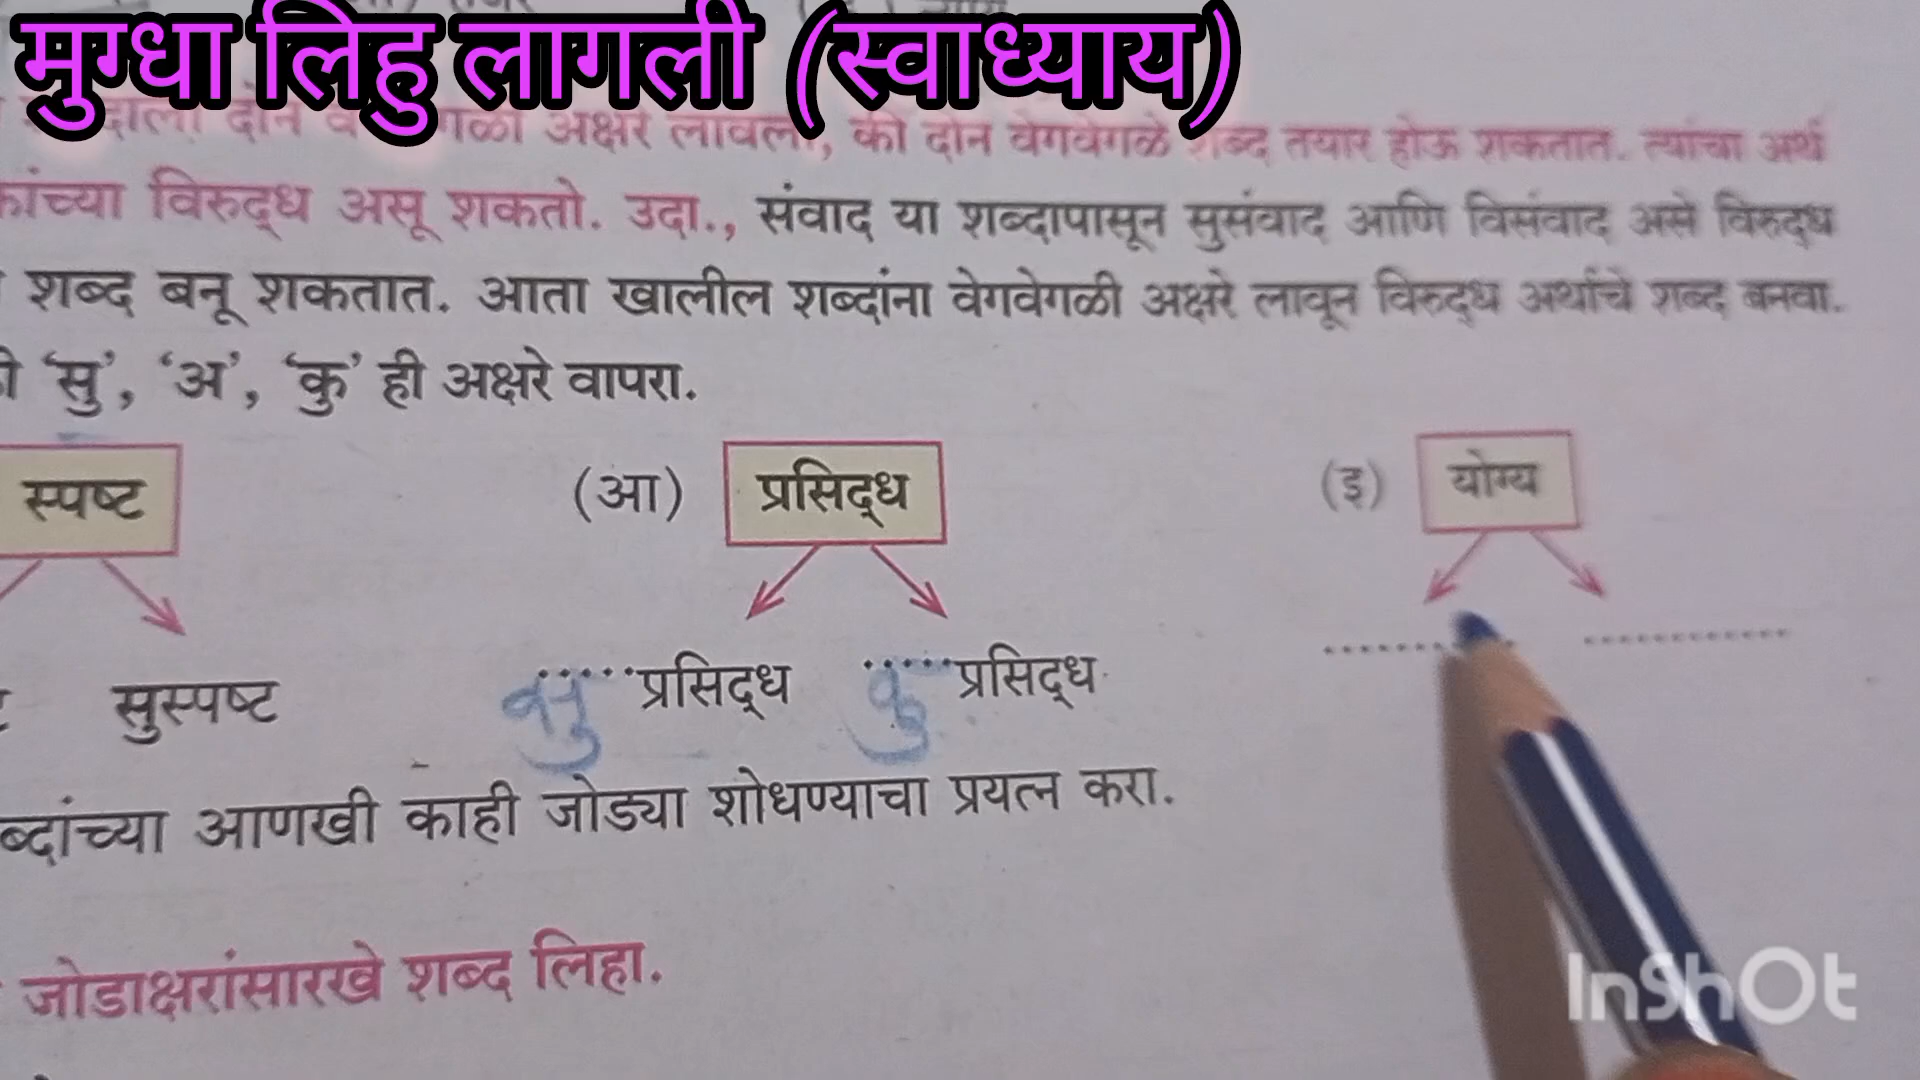 मुग्धा लिहु लागली (स्वाध्याय)
दोन अक्षरे लावली, की दोन वेगवेगळे शब्द तयार होऊ शकतात. त्यांचा अर्थ
विरुद्ध असू शकतो. उदा., संवाद या शब्दापासून सुसंवाद आणि विसंवाद असे विरुद्ध
शब्द बनू शकतात. आता खालील शब्दांना वेगवेगळी अक्षरे लावून विरुद्ध अर्थाचे शब्द बनवा.
'सु', 'अ', 'कु' ही अक्षरे वापरा.
स्पष्ट (आ) प्रसिद्ध (इ) योग्य
सुस्पष्ट सु प्रसिद्ध कु प्रसिद्ध
आणखी काही जोड्या शोधण्याचा प्रयत्न करा.
जोडाक्षरांसारखे शब्द लिहा.
InShOt